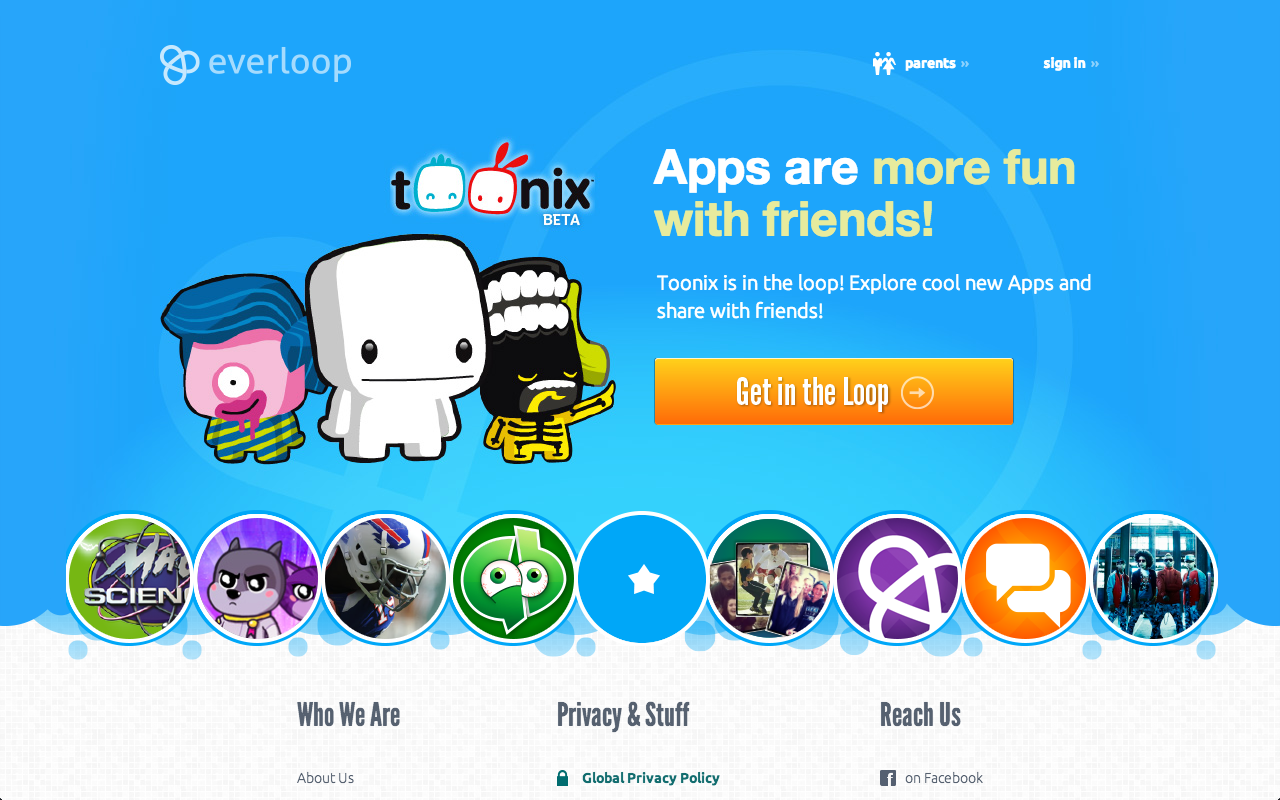 everloop
parents »
sign in »
toonix
BETA
Apps are more fun
with friends!
Toonix is in the loop! Explore cool new Apps and
share with friends!
Get in the Loop
SCIEN
Who We Are
Privacy & Stuff
Reach Us
About Us
Global Privacy Policy
on Facebook